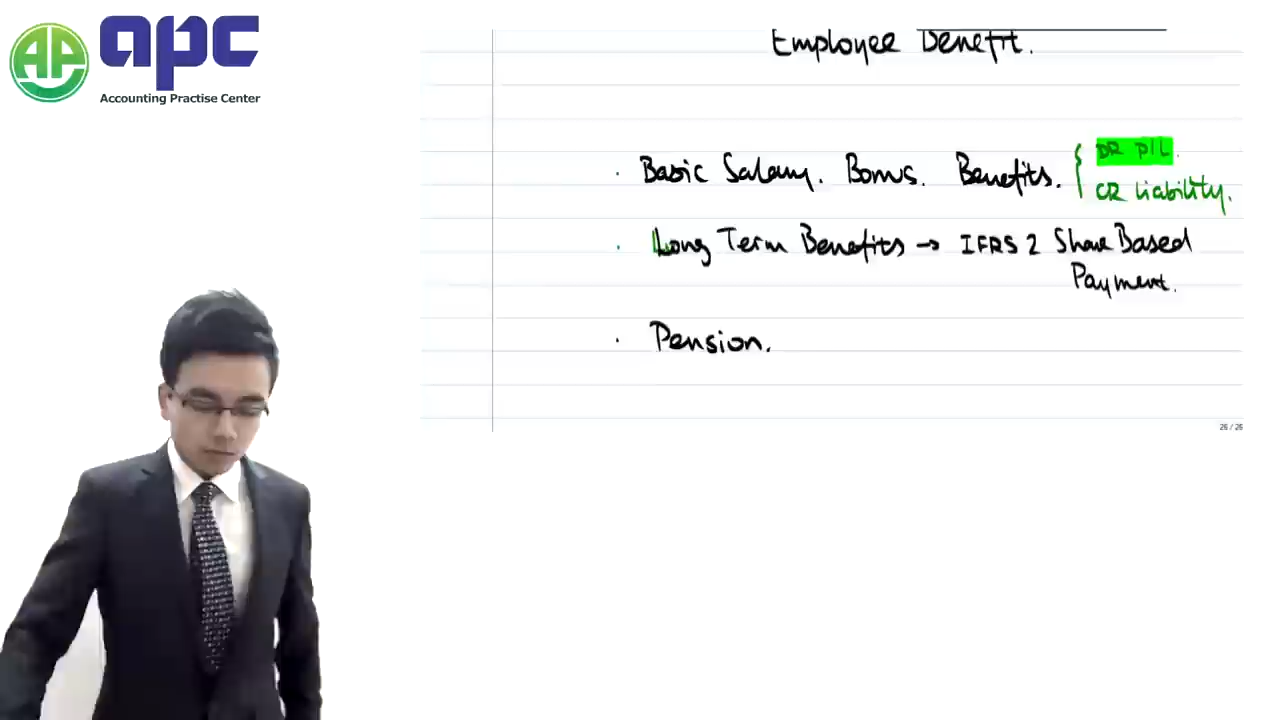 AP
apc
Accounting Practise Center
Employee Benefit.
· Basic Salary. Bonus. Benefits.
DR P/L.
CR liability.
· Long Term Benefits → IFRS 2 Share Based
Payment.
· Pension.
26 / 26